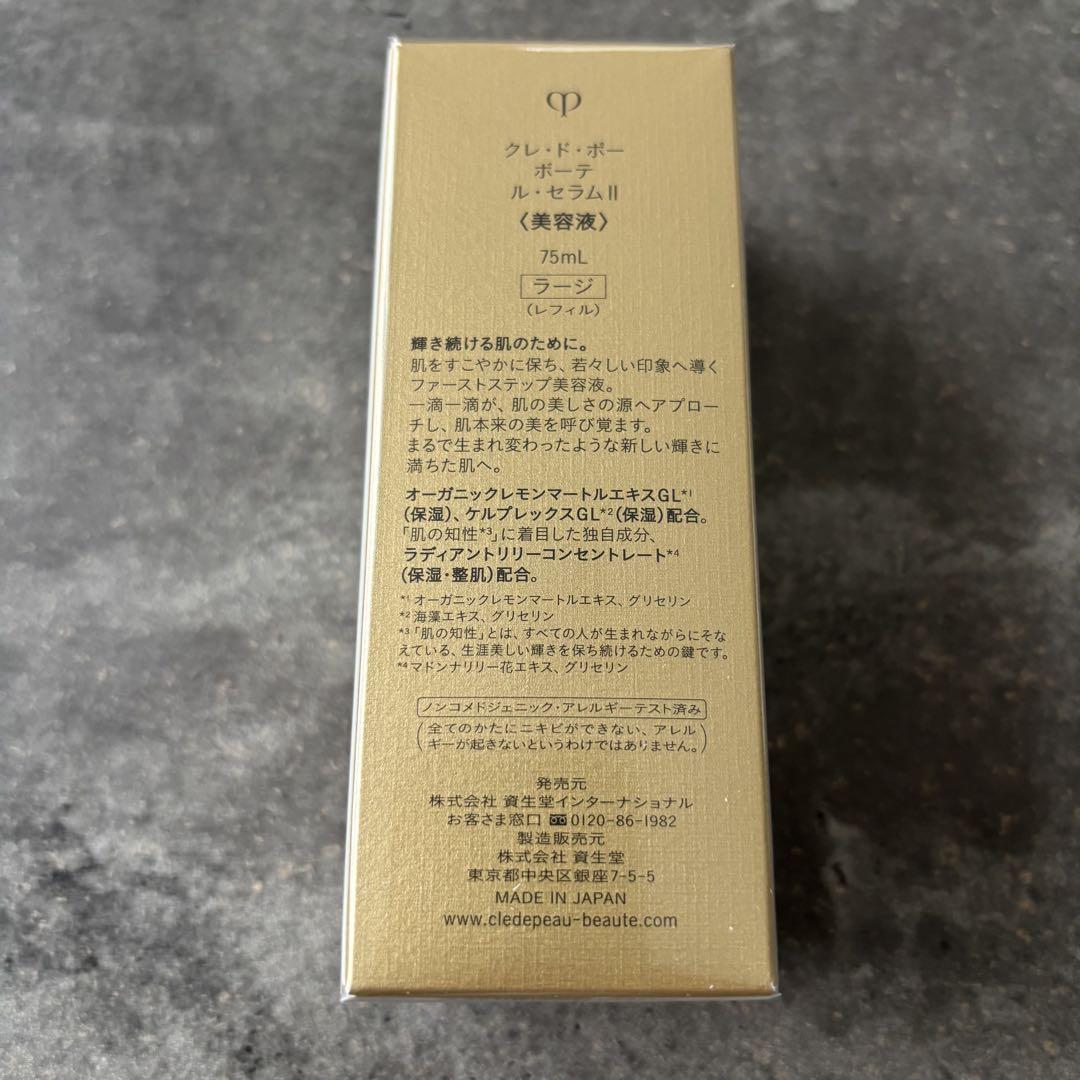 クレ・ド・ポー
ボーテ
ル・セラムⅡ
〈美容液〉
75mL
ラージ
(レフィル)
輝き続ける肌のために。
肌をすこやかに保ち、若々しい印象へ導く
ファーストステップ美容液。
一滴一滴が、肌の美しさの源へアプロー
チし、肌本来の美を呼び覚ます。
まるで生まれ変わったような新しい輝きに
満ちた肌へ。
オーガニックレモンマートルエキスGL*1
(保湿)、ケルプレックスGL*2(保湿)配合。
「肌の知性*3」に着目した独自成分、
ラディアントリリーコンセントレート*4
(保湿・整肌)配合。
*1 オーガニックレモンマートルエキス、グリセリン
*2 海藻エキス、グリセリン
*3「肌の知性」とは、すべての人が生まれながらにそな
えている、生涯美しい輝きを保ち続けるための鍵です。
*4 マドンナリリー花エキス、グリセリン
ノンコメドジェニック・アレルギーテスト済み
(全てのかたにニキビができない、アレル
ギーが起きないというわけではありません。)
発売元
株式会社 資生堂インターナショナル
お客さま窓口 0120-86-1982
製造販売元
株式会社 資生堂
東京都中央区銀座7-5-5
MADE IN JAPAN
www.cledepeau-beaute.com